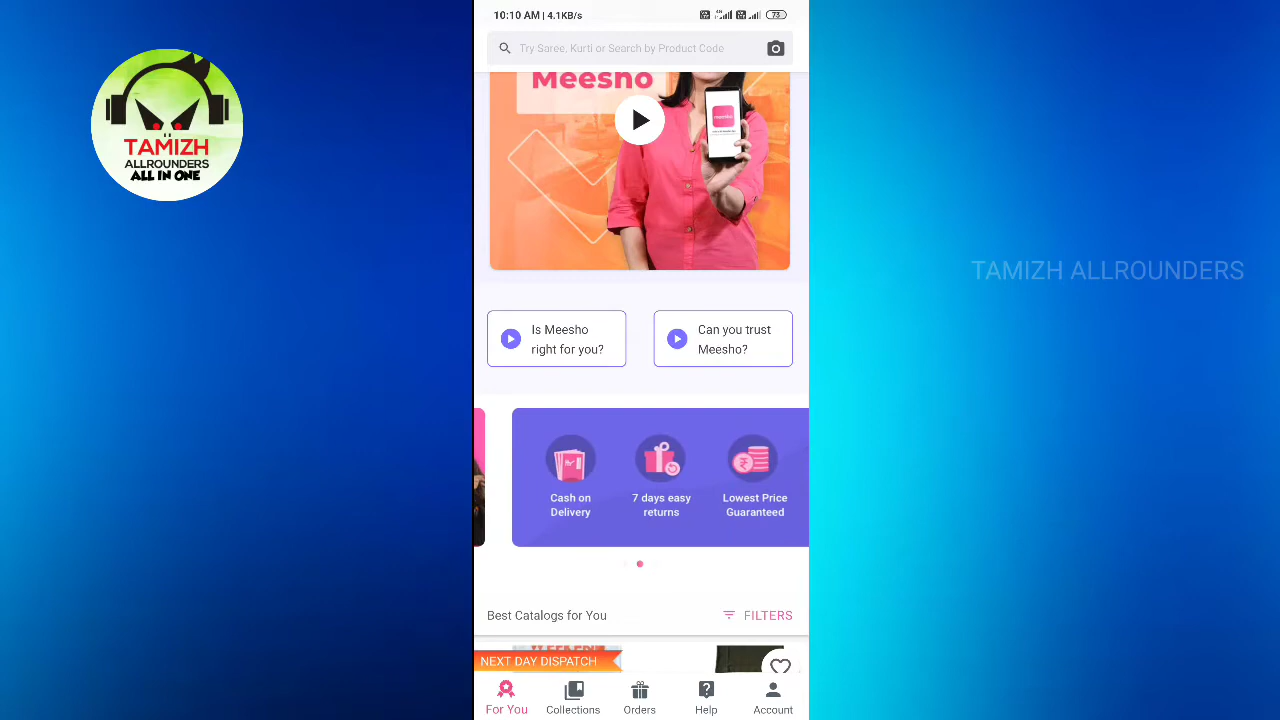 10:10 AM | 4.1KB/s
73
Try Saree, Kurti or Search by Product Code
Meesho
meesho
TAMIZH
ALLROUNDERS
ALL IN ONE
TAMIZH ALLROUNDERS
Is Meesho
right for you?
Can you trust
Meesho?
Cash on
Delivery
7 days easy
returns
Lowest Price
Guaranteed
Best Catalogs for You
FILTERS
NEXT DAY DISPATCH
For You
Collections
Orders
Help
Account